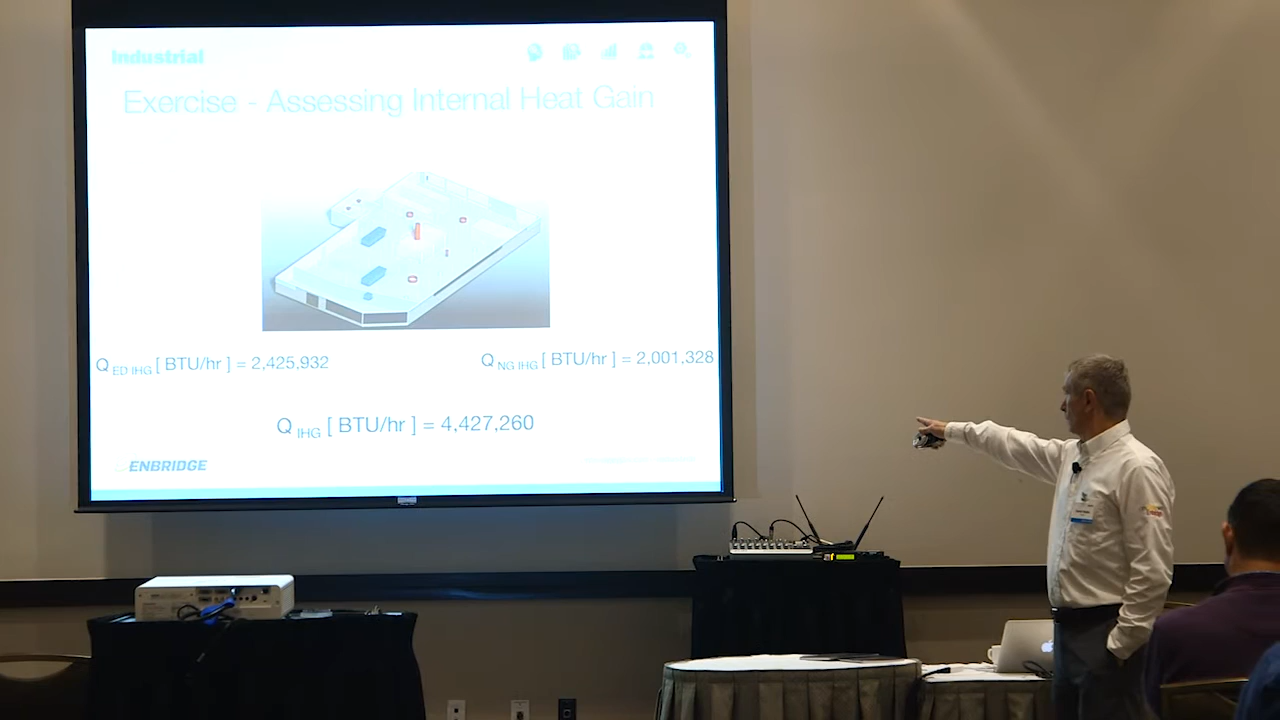 Industrial
Exercise - Assessing Internal Heat Gain
Q ED IHG [ BTU/hr ] = 2,425,932
Q NG IHG [ BTU/hr ] = 2,001,328
Q IHG [ BTU/hr ] = 4,427,260
ENBRIDGE